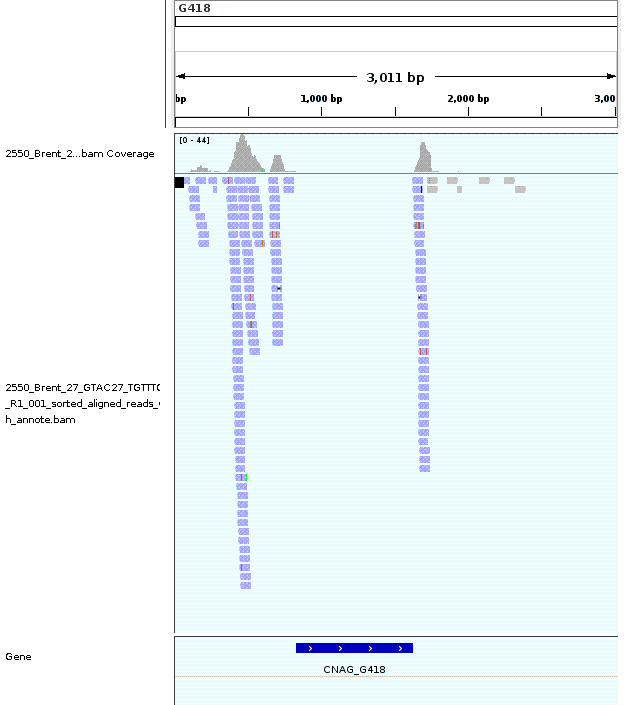 G418
3,011 bp
bp 1,000 bp 2,000 bp 3,00
[0 - 44]
2550_Brent_2...bam Coverage
2550_Brent_27_GTAC27_TGTTTC
_R1_001_sorted_aligned_reads_
h_annote.bam
Gene
CNAG_G418